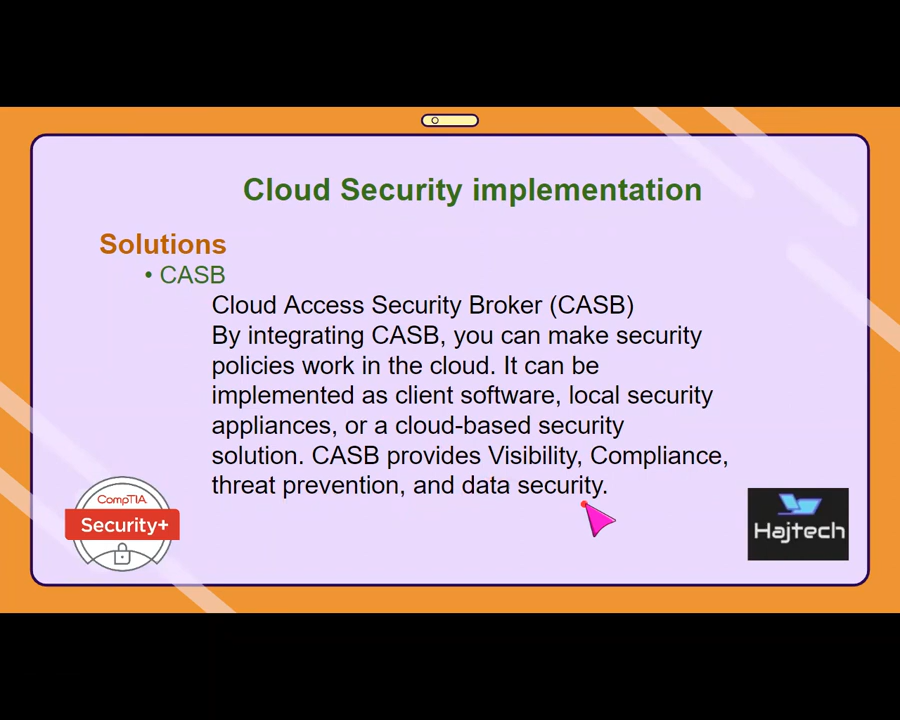 Cloud Security implementation
Solutions
• CASB
Cloud Access Security Broker (CASB)
By integrating CASB, you can make security
policies work in the cloud. It can be
implemented as client software, local security
appliances, or a cloud-based security
solution. CASB provides Visibility, Compliance,
threat prevention, and data security.
CompTIA
Security+
Hajtech